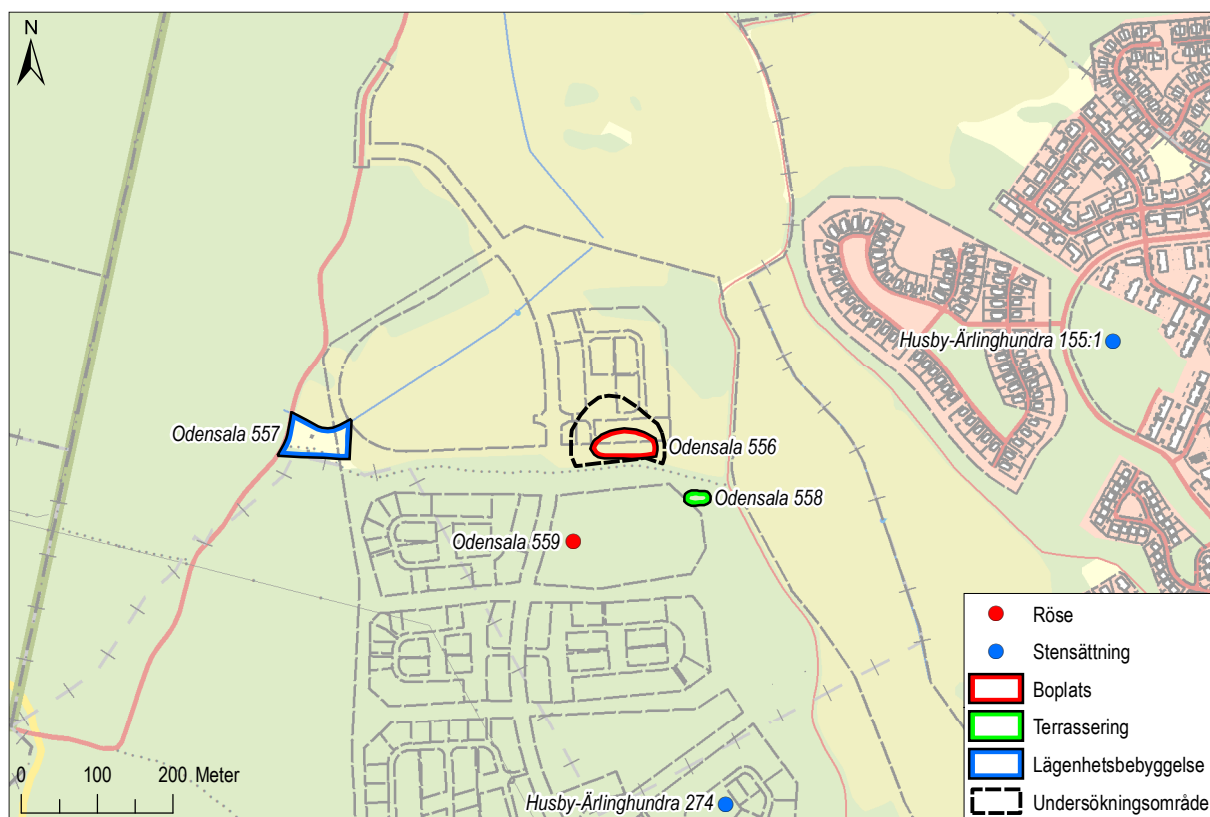 N
Husby-Ärlinghundra 155:1
Odensala 557
Odensala 556
Odensala 558
Odensala 559
Husby-Ärlinghundra 274
0 100 200 Meter
Röse
Stensättning
Boplats
Terrassering
Lägenhetsbebyggelse
Undersökningsområde